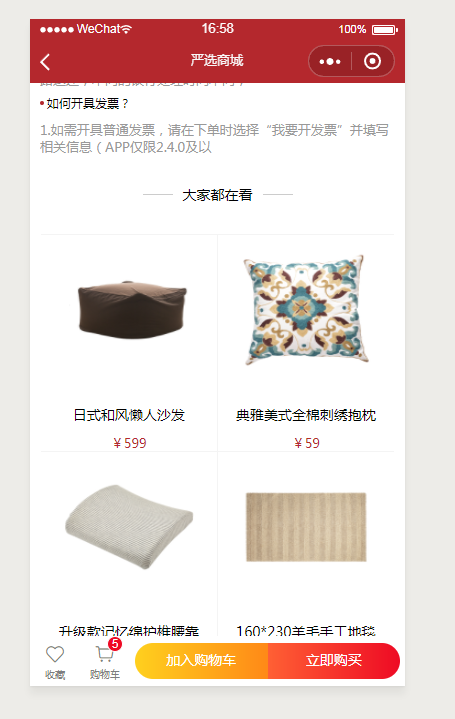 WeChat 16:58 100%
严选商城
•如何开具发票？
1.如需开具普通发票，请在下单时选择“我要开发票”并填写
相关信息（APP仅限2.4.0及以
大家都在看
日式和风懒人沙发 典雅美式全棉刺绣抱枕
￥599 ￥59
升级款记忆绵护椎腰靠 160*230羊毛手工地毯
5
收藏 购物车 加入购物车 立即购买